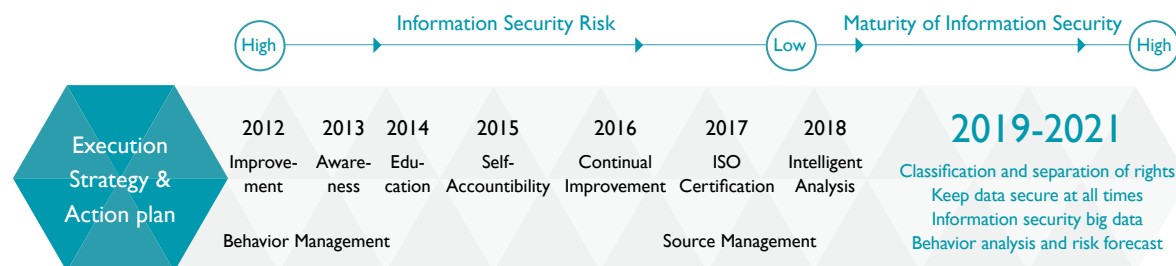 Information Security Risk
Maturity of Information Security
High
Low
High
Execution
Strategy &
Action plan
2012
Improve-
ment
2013
Aware-
ness
2014
Edu-
cation
2015
Self-
Accountibility
2016
Continual
Improvement
2017
ISO
Certification
2018
Intelligent
Analysis
2019-2021
Classification and separation of rights
Keep data secure at all times
Information security big data
Behavior analysis and risk forecast
Behavior Management
Source Management